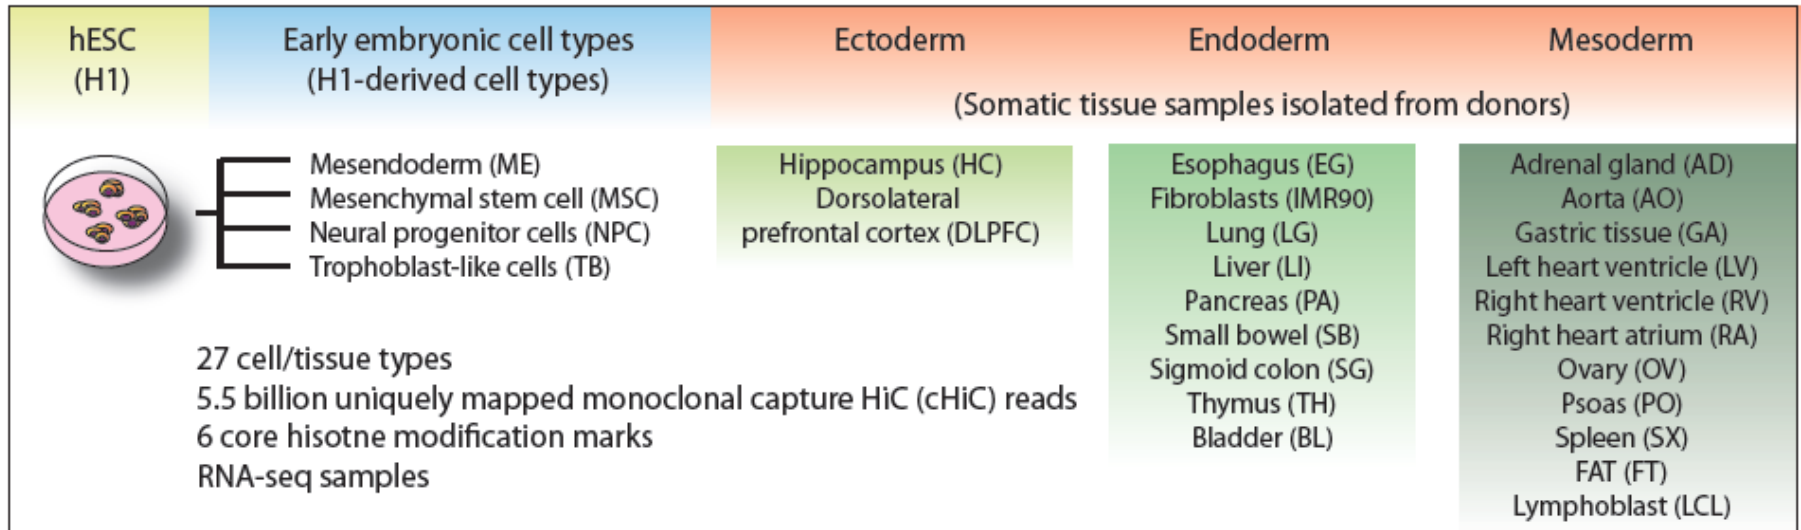 hESC
(H1)
Early embryonic cell types
(H1-derived cell types)
Ectoderm
Endoderm
Mesoderm
(Somatic tissue samples isolated from donors)
Mesendoderm (ME)
Mesenchymal stem cell (MSC)
Neural progenitor cells (NPC)
Trophoblast-like cells (TB)
Hippocampus (HC)
Dorsolateral
prefrontal cortex (DLPFC)
Esophagus (EG)
Fibroblasts (IMR90)
Lung (LG)
Liver (LI)
Pancreas (PA)
Small bowel (SB)
Sigmoid colon (SG)
Thymus (TH)
Bladder (BL)
Adrenal gland (AD)
Aorta (AO)
Gastric tissue (GA)
Left heart ventricle (LV)
Right heart ventricle (RV)
Right heart atrium (RA)
Ovary (OV)
Psoas (PO)
Spleen (SX)
FAT (FT)
Lymphoblast (LCL)
27 cell/tissue types
5.5 billion uniquely mapped monoclonal capture HiC (cHiC) reads
6 core hisotne modification marks
RNA-seq samples